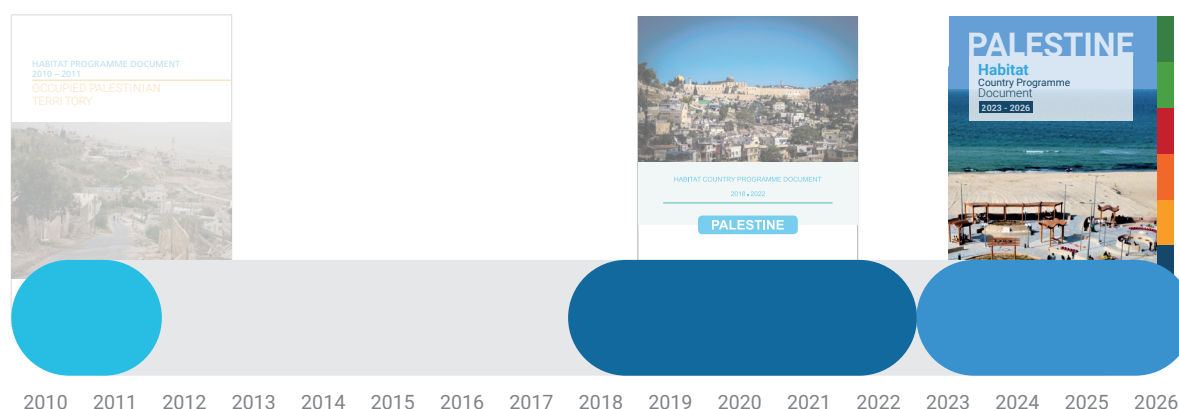 HABITAT PROGRAMME DOCUMENT
2010 – 2011
OCCUPIED PALESTINIAN
TERRITORY
HABITAT COUNTRY PROGRAMME DOCUMENT
2018 • 2022
PALESTINE
PALESTINE
Habitat
Country Programme
Document
2023 - 2026
2010 2011 2012 2013 2014 2015 2016 2017 2018 2019 2020 2021 2022 2023 2024 2025 2026